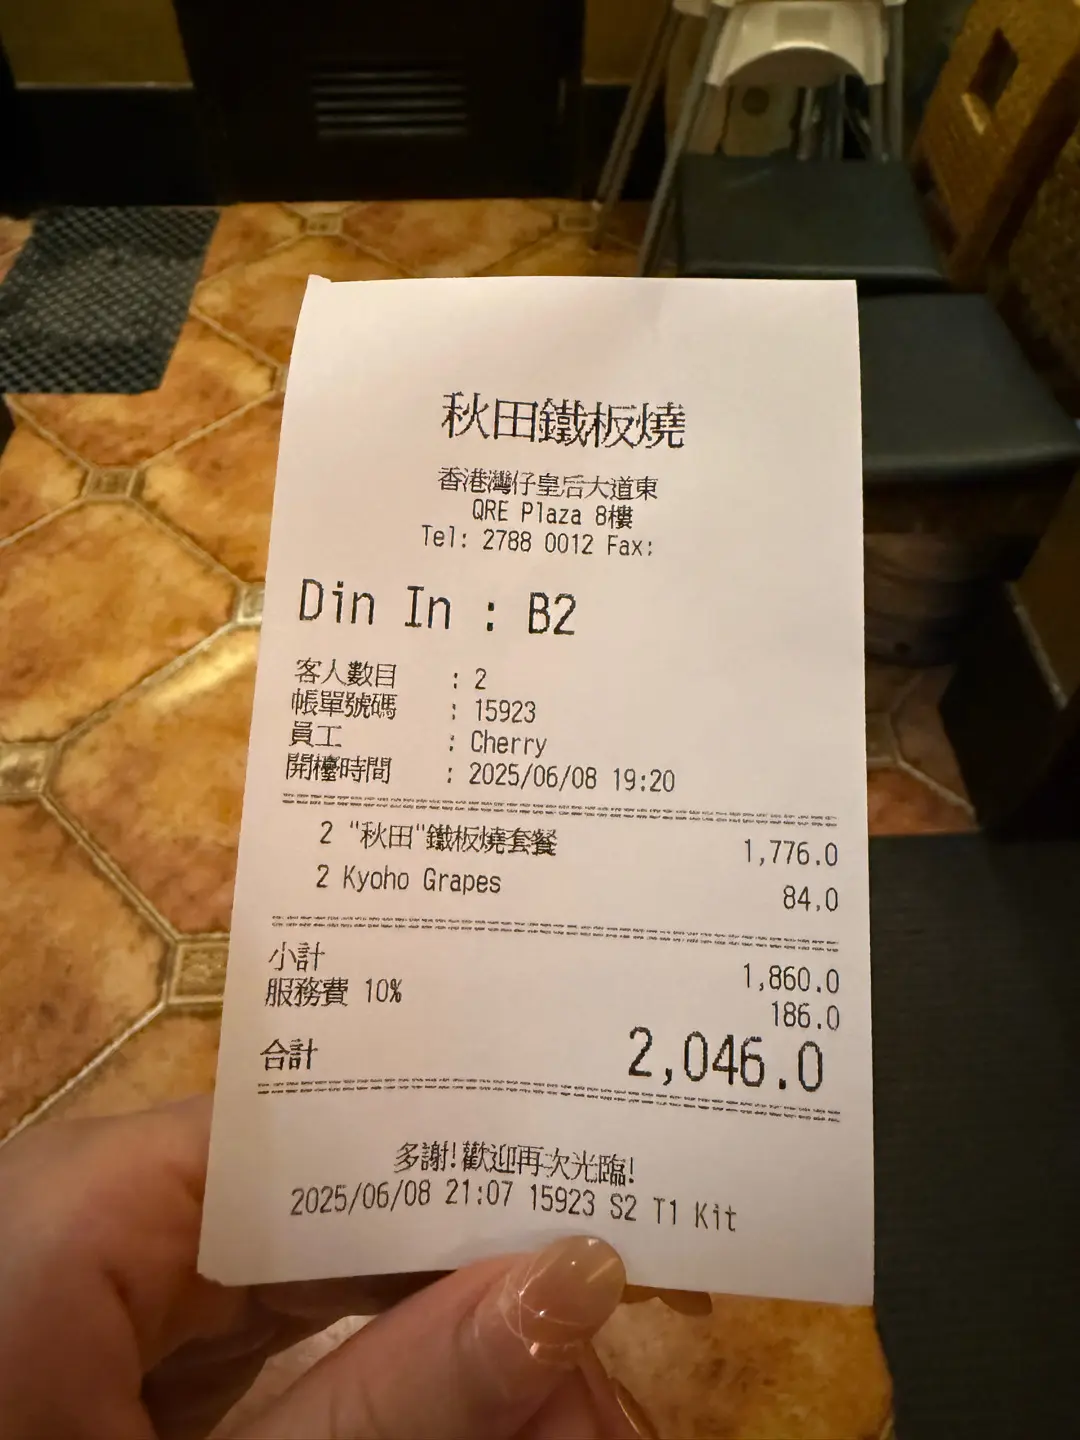 秋田鐵板燒
香港灣仔皇后大道東
QRE Plaza 8樓
Tel: 2788 0012 Fax:
Din In : B2
客人數目 : 2
帳單號碼 : 15923
員工 : Cherry
開檯時間 : 2025/06/08 19:20
2 "秋田"鐵板燒套餐 1,776.0
2 Kyoho Grapes 84.0
小計 1,860.0
服務費 10% 186.0
合計 2,046.0
多謝!歡迎再次光臨!
2025/06/08 21:07 15923 S2 T1 Kit